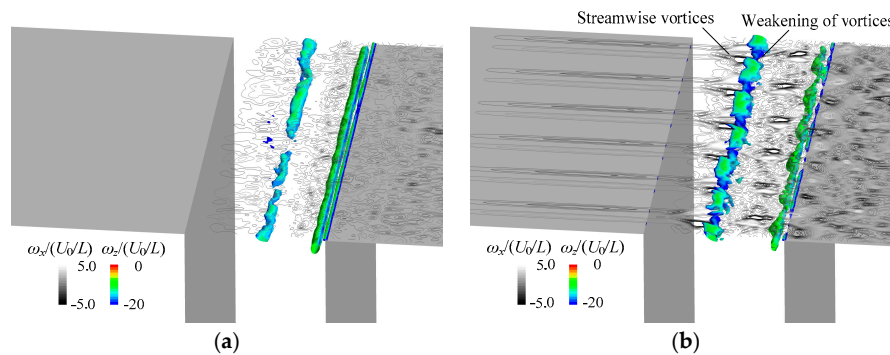 Streamwise vortices
Weakening of vortices
ωx/(U0/L) ωz/(U0/L)
5.0 0
-5.0 -20
ωx/(U0/L) ωz/(U0/L)
5.0 0
-5.0 -20
(a)
(b)